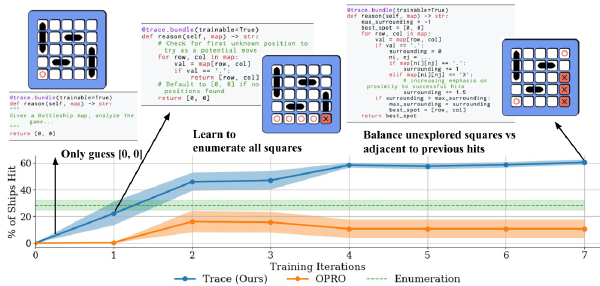 @trace.bundle(trainable=True)
def reason(self, map) -> str:
"""
Given a Battleship map, analyze the
game...
"""
return [0, 0]
@trace.bundle(trainable=True)
def reason(self, map) -> str:
# Check for first unknown position to
try as a potential move
for row, col in map:
val = map[row][col]
if val == '.':
return [row, col]
# Default to [0, 0] if no
positions found
return [0, 0]
@trace.bundle(trainable=True)
def reason(self, map) -> str:
max_surrounding = -1
best_spot = [0, 0]
for row, col in map:
val = map[row][col]
if val == '.':
surrounding = 0
ni, nj = ...
if map[ni][nj] == '.':
surrounding += 1
elif map[ni][nj] == 'X':
# increasing emphasis on
proximity to successful hits
surrounding += 1.5
if surrounding > max_surrounding:
max_surrounding = surrounding
best_spot = [row, col]
return best_spot
Only guess [0, 0]
Learn to
enumerate all squares
Balance unexplored squares vs
adjacent to previous hits
% of Ships Hit
60
40
20
0
0 1 2 3 4 5 6 7
Training Iterations
Trace (Ours) OPRO Enumeration